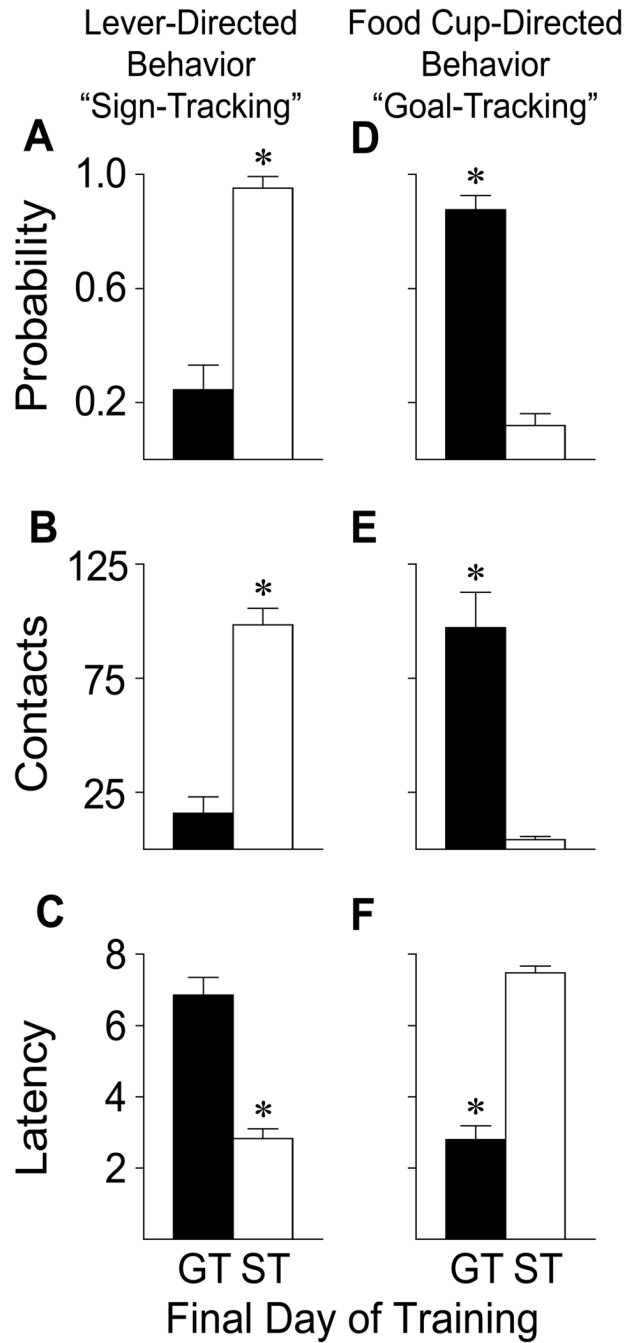 Lever-Directed
Behavior
“Sign-Tracking”
Food Cup-Directed
Behavior
“Goal-Tracking”
A
*
1.0
0.6
0.2
Probability
D
*
B
*
125
75
25
Contacts
E
*
C
*
8
6
4
2
Latency
F
*
GT ST
GT ST
Final Day of Training